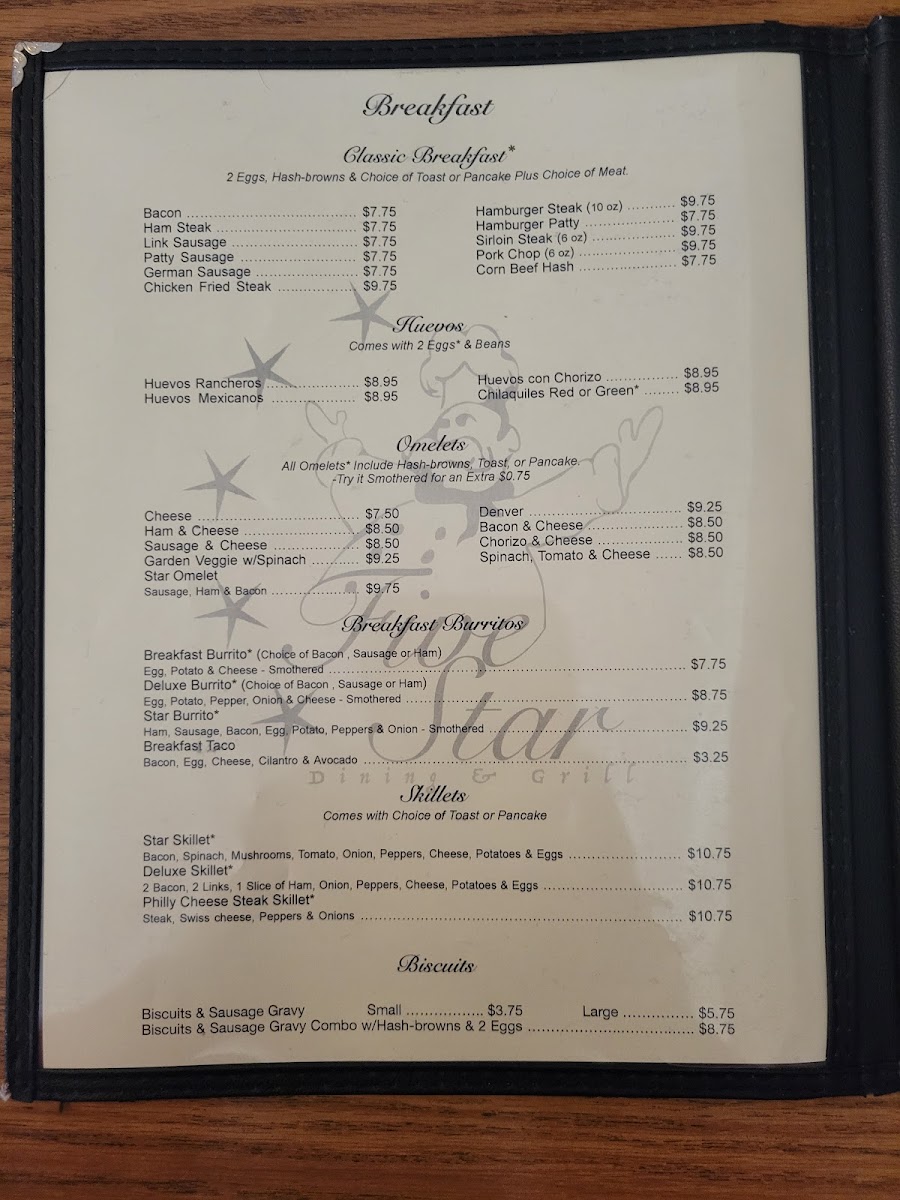 Breakfast
Classic Breakfast*
2 Eggs, Hash-browns & Choice of Toast or Pancake Plus Choice of Meat.
Bacon ........................................ $7.75
Ham Steak .................................. $7.75
Link Sausage .............................. $7.75
Patty Sausage ............................ $7.75
German Sausage ........................ $7.75
Chicken Fried Steak ................... $9.75
Hamburger Steak (10 oz) ........... $9.75
Hamburger Patty ..................... $7.75
Sirloin Steak (6 oz) ................... $9.75
Pork Chop (6 oz) ....................... $9.75
Corn Beef Hash ....................... $7.75
Huevos
Comes with 2 Eggs* & Beans
Huevos Rancheros ..................... $8.95
Huevos Mexicanos .................... $8.95
Huevos con Chorizo ................. $8.95
Chilaquiles Red or Green* ........ $8.95
Omelets
All Omelets* Include Hash-browns, Toast, or Pancake.
-Try it Smothered for an Extra $0.75
Cheese ....................................... $7.50
Ham & Cheese ........................... $8.50
Sausage & Cheese .................... $8.50
Garden Veggie w/Spinach ........... $9.25
Star Omelet
Sausage, Ham & Bacon ..................... $9.75
Denver ..................................... $9.25
Bacon & Cheese ....................... $8.50
Chorizo & Cheese .................... $8.50
Spinach, Tomato & Cheese ...... $8.50
Breakfast Burritos
Breakfast Burrito* (Choice of Bacon , Sausage or Ham)
Egg, Potato & Cheese - Smothered ........................................ $7.75
Deluxe Burrito* (Choice of Bacon , Sausage or Ham)
Egg, Potato, Pepper, Onion & Cheese - Smothered ........................................ $8.75
Star Burrito*
Ham, Sausage, Bacon, Egg, Potato, Peppers & Onion - Smothered ........................................ $9.25
Breakfast Taco
Bacon, Egg, Cheese, Cilantro & Avocado ........................................ $3.25
Five
Star
Dining & Grill
Skillets
Comes with Choice of Toast or Pancake
Star Skillet*
Bacon, Spinach, Mushrooms, Tomato, Onion, Peppers, Cheese, Potatoes & Eggs ........................... $10.75
Deluxe Skillet*
2 Bacon, 2 Links, 1 Slice of Ham, Onion, Peppers, Cheese, Potatoes & Eggs ................................ $10.75
Philly Cheese Steak Skillet*
Steak, Swiss cheese, Peppers & Onions ........................................ $10.75
Biscuits
Biscuits & Sausage Gravy Small .................. $3.75 Large ................ $5.75
Biscuits & Sausage Gravy Combo w/Hash-browns & 2 Eggs ....................................... $8.75